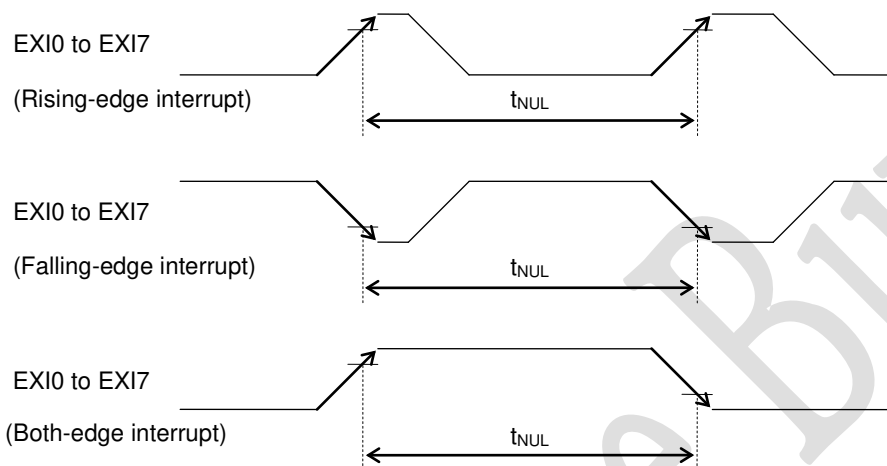 EXI0 to EXI7
(Rising-edge interrupt)
tNUL
EXI0 to EXI7
(Falling-edge interrupt)
tNUL
EXI0 to EXI7
(Both-edge interrupt)
tNUL